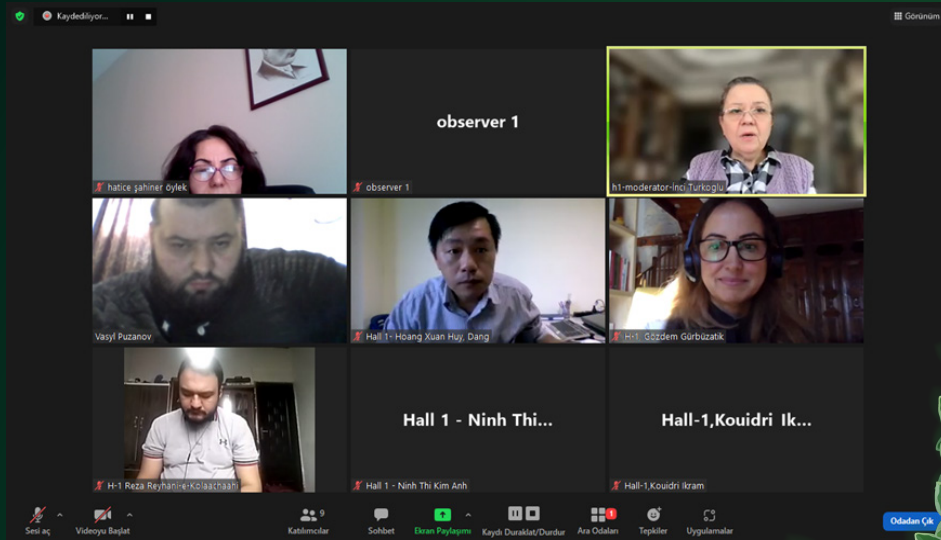 Kaydediliyor...
Görünüm
hatice şahiner öylek
observer 1
observer 1
h1-moderator-İnci Turkoglu
Vasyl Puzanov
Hall 1- Hoang Xuan Huy, Dang
H-1 Gözdem Gürbüzatik
H-1 Reza Reyhani-e-Kolaachaahi
Hall 1 - Ninh Thi...
Hall 1 - Ninh Thi Kim Anh
Hall-1,Kouidri Ik...
Hall-1,Kouidri Ikram
Sesi aç
Videoyu Başlat
9
Katılımcılar
Sohbet
Ekran Paylaşımı
Kaydı Duraklat/Durdur
1
Ara Odaları
Tepkiler
Uygulamalar
Odadan Çık